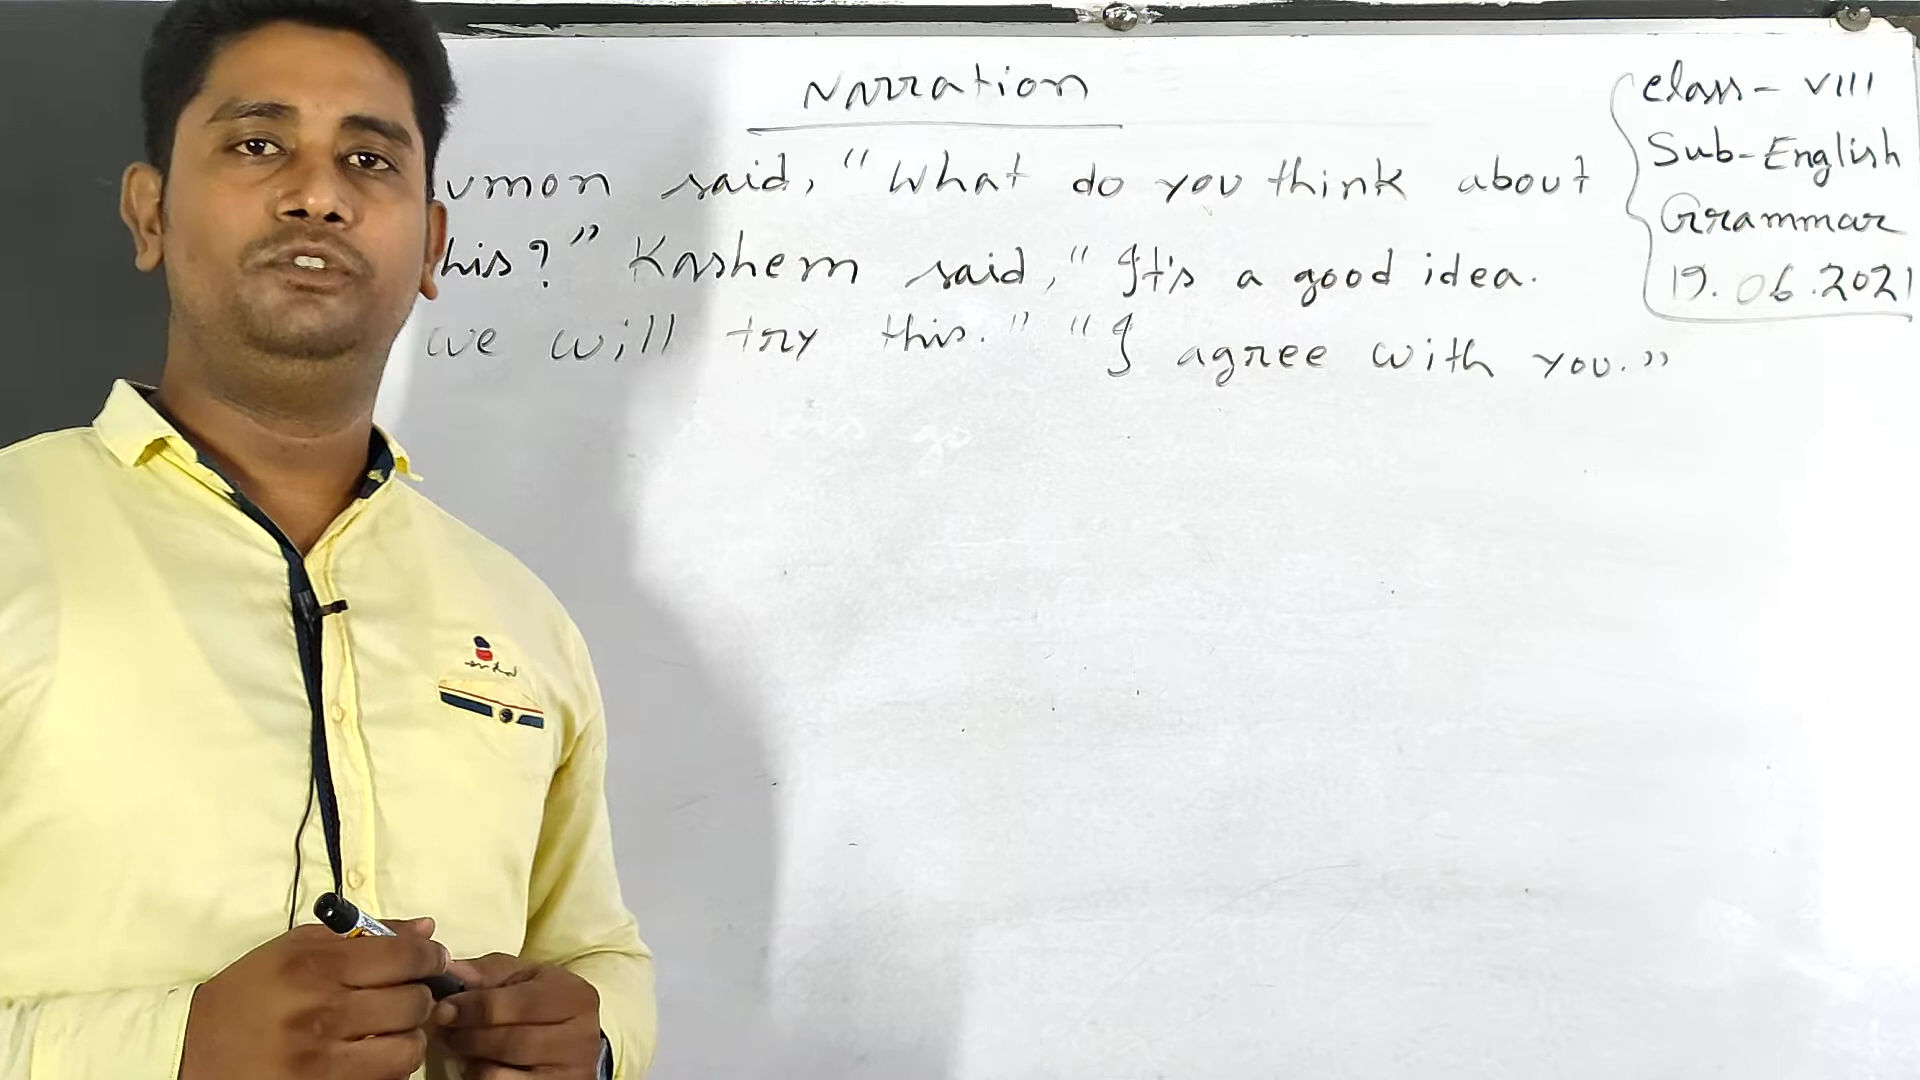 Narration
umon said, "What do you think about
his?" Kashem said, "It's a good idea.
we will try this." "I agree with you."
class - VIII
Sub-English
Grammar
19.06.2021